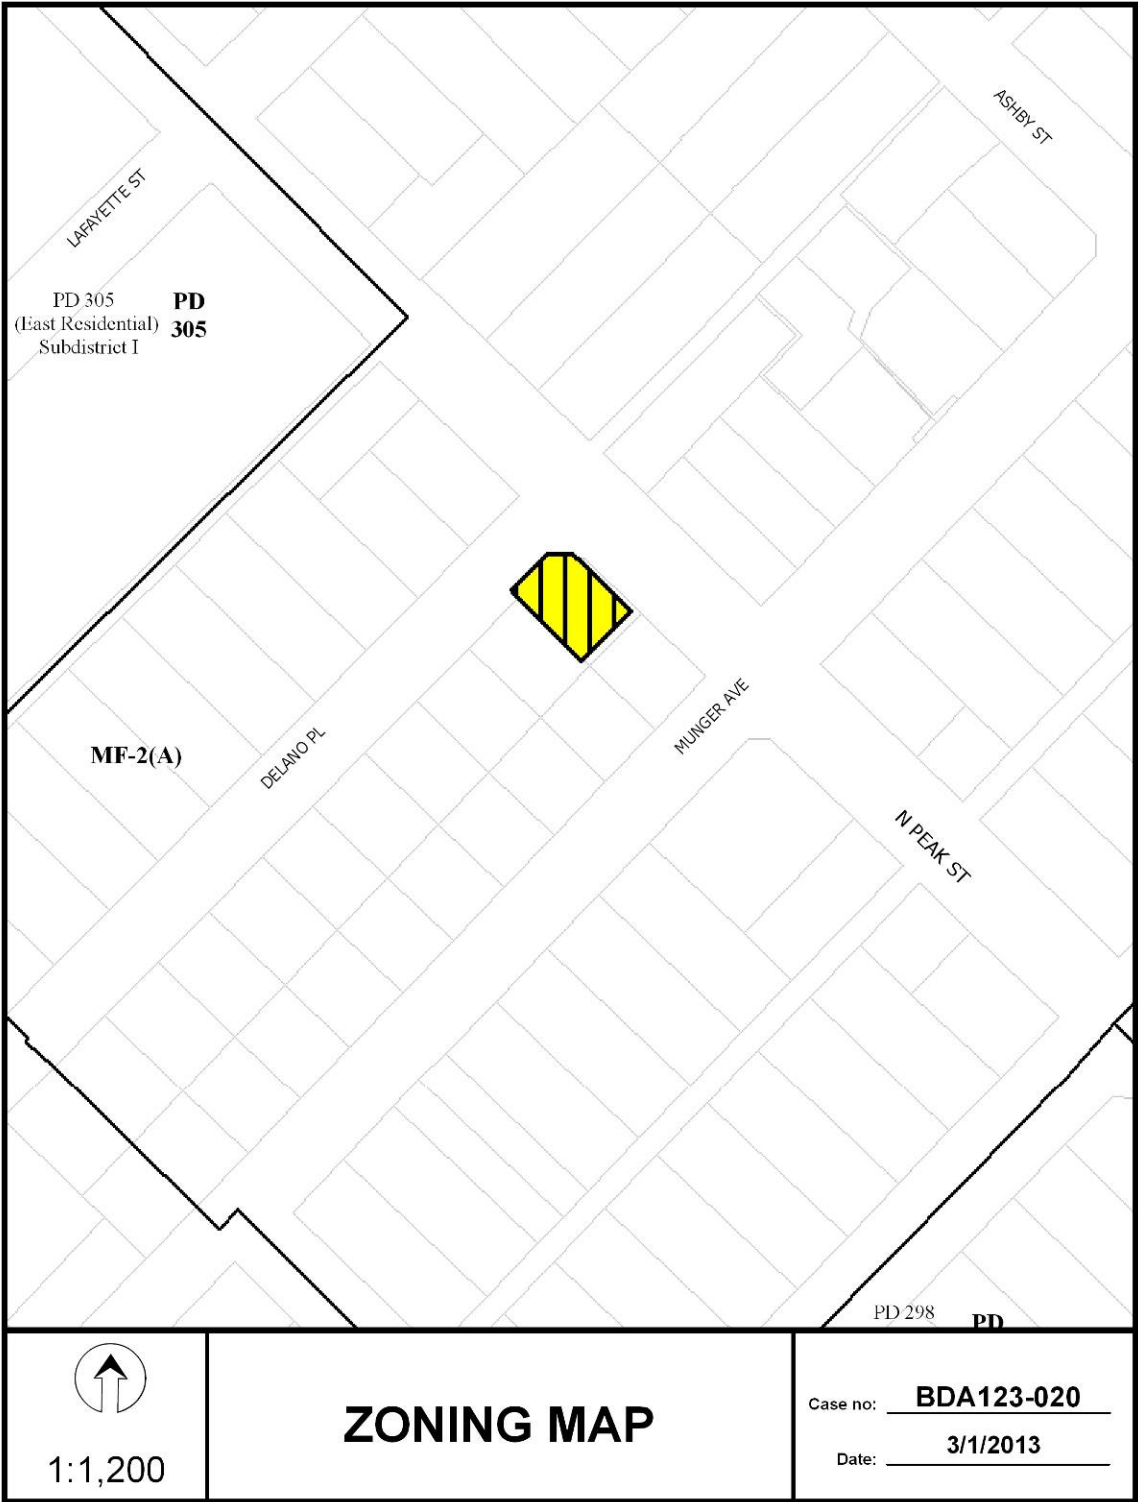 ASHBY ST
LAFAYETTE ST
PD 305
(East Residential)
Subdistrict I
PD
305
MUNGER AVE
DELANO PL
MF-2(A)
N PEAK ST
PD 298
PD
1:1,200
ZONING MAP
Case no: BDA123-020
Date: 3/1/2013